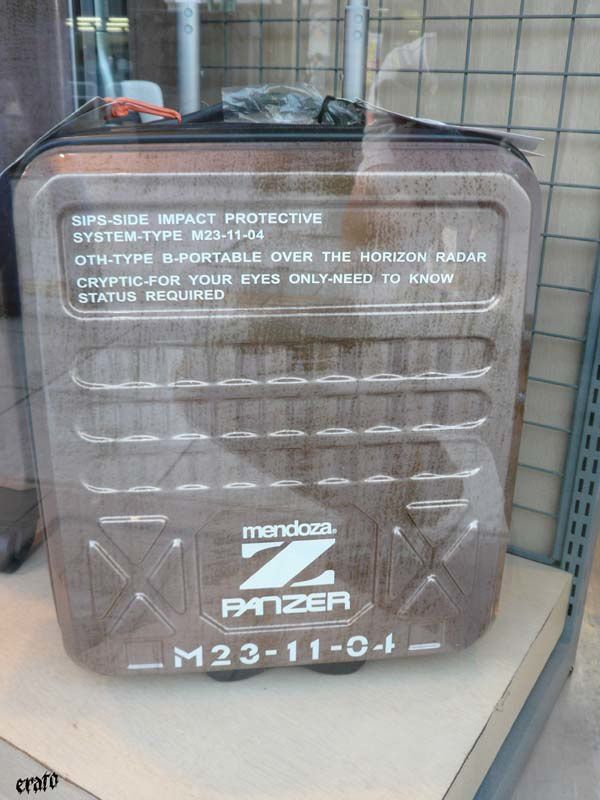 SIPS-SIDE IMPACT PROTECTIVE
SYSTEM-TYPE M23-11-04
OTH-TYPE B-PORTABLE OVER THE HORIZON RADAR
CRYPTIC-FOR YOUR EYES ONLY-NEED TO KNOW
STATUS REQUIRED
mendoza®
Z
PANZER
M23-11-04
erato